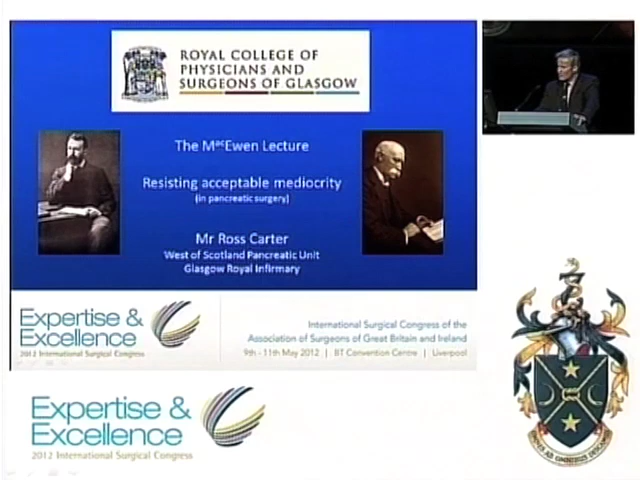 ROYAL COLLEGE OF
PHYSICIANS AND
SURGEONS OF GLASGOW
The MacEwen Lecture
Resisting acceptable mediocrity
(in pancreatic surgery)
Mr Ross Carter
West of Scotland Pancreatic Unit
Glasgow Royal Infirmary
Expertise &
Excellence
2012 International Surgical Congress
International Surgical Congress of the
Association of Surgeons of Great Britain and Ireland
9th - 11th May 2012 | BT Convention Centre | Liverpool
Expertise &
Excellence
2012 International Surgical Congress
OMNIBUS